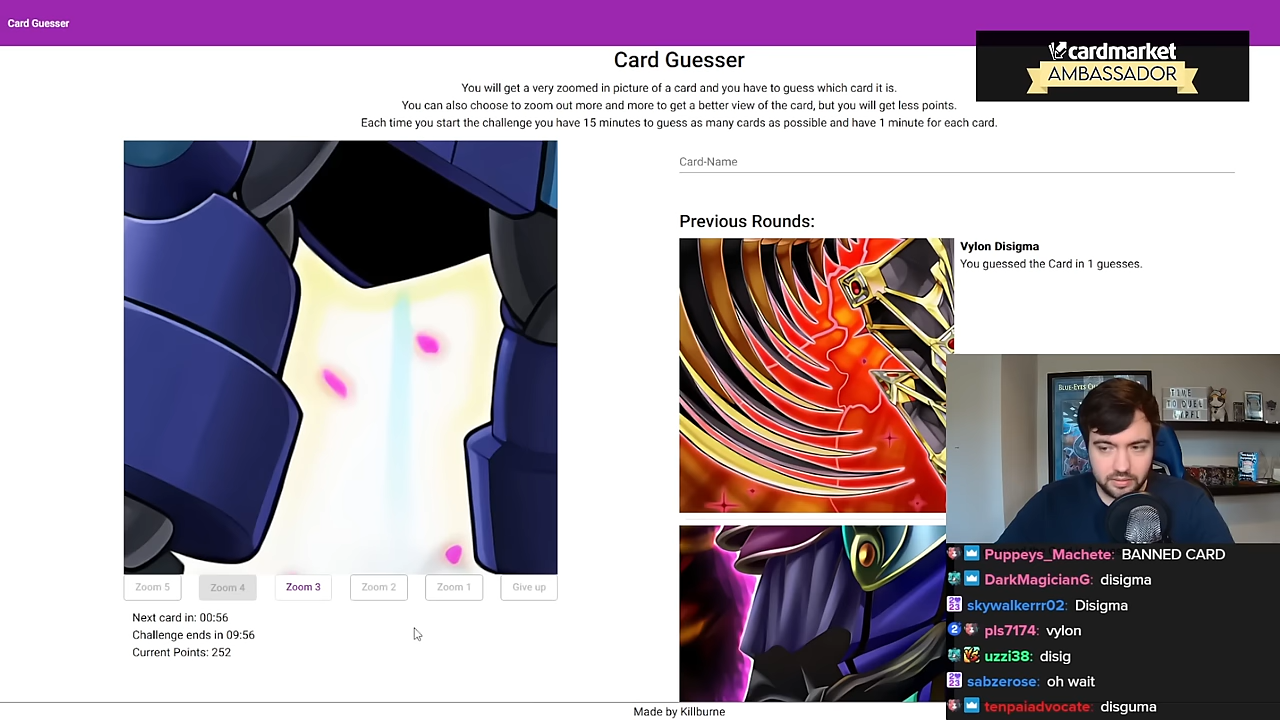 Card Guesser
cardmarket
AMBASSADOR
Card Guesser
You will get a very zoomed in picture of a card and you have to guess which card it is.
You can also choose to zoom out more and more to get a better view of the card, but you will get less points.
Each time you start the challenge you have 15 minutes to guess as many cards as possible and have 1 minute for each card.
Card-Name
Previous Rounds:
Vylon Disigma
You guessed the Card in 1 guesses.
Zoom 5
Zoom 4
Zoom 3
Zoom 2
Zoom 1
Give up
Next card in: 00:56
Challenge ends in 09:56
Current Points: 252
TIME
TO DUEL
Puppeys_Machete: BANNED CARD
DarkMagicianG: disigma
skywalkerrr02: Disigma
pls7174: vylon
uzzi38: disig
sabzerose: oh wait
tenpaiadvocate: disguma
Made by Killburne